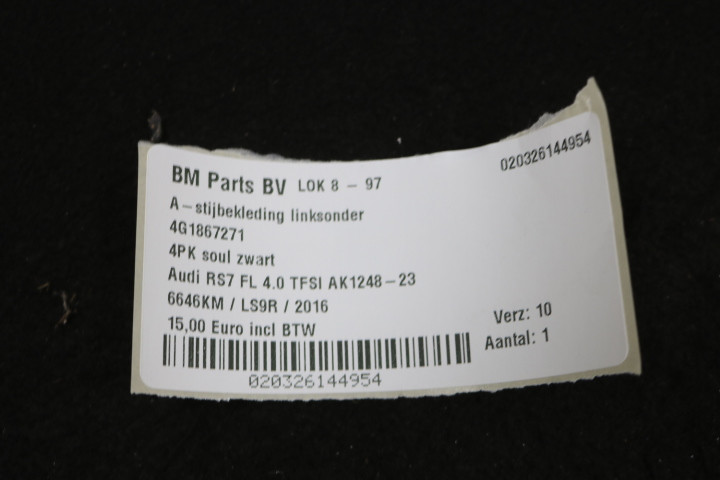 BM Parts BV LOK 8 - 97
020326144954
A-stijbekleding linksonder
4G1867271
4PK soul zwart
Audi RS7 FL 4.0 TFSI AK1248-23
6646KM / LS9R / 2016
15,00 Euro incl BTW
Verz: 10
Aantal: 1
020326144954